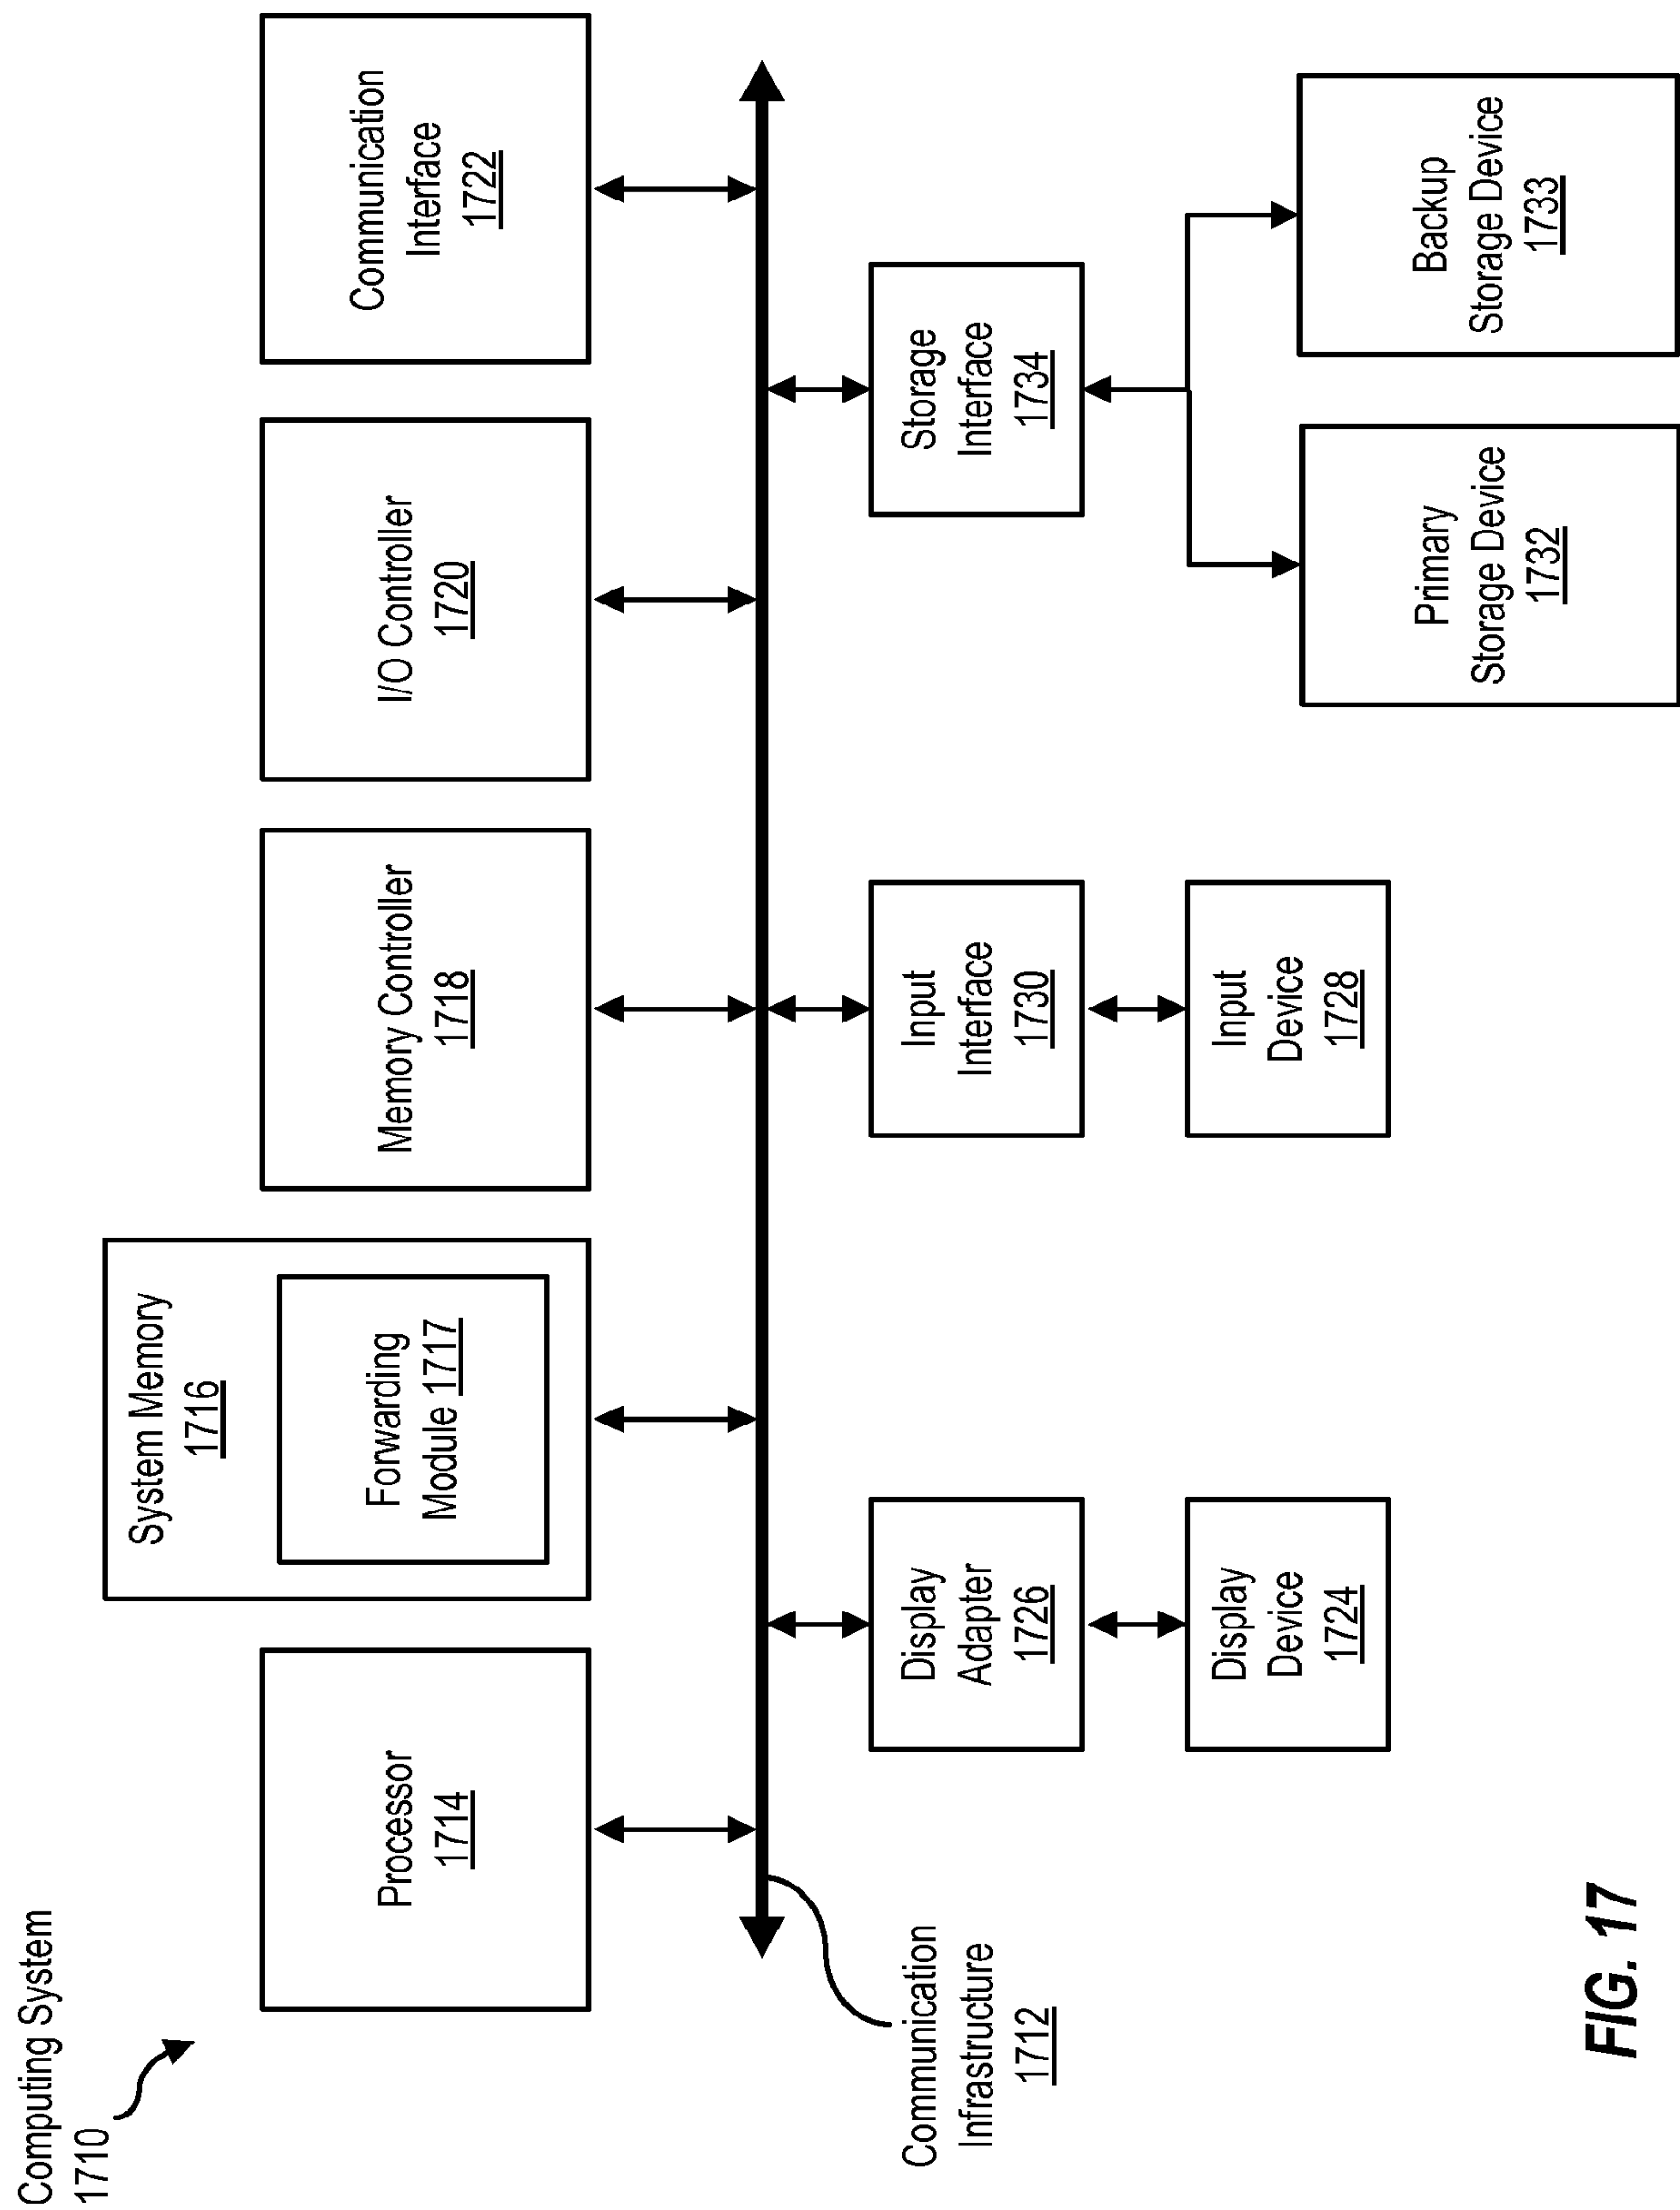 Computing System
1710
Processor
1714
System Memory
1716
Forwarding
Module 1717
Memory Controller
1718
I/O Controller
1720
Communication
Interface
1722
Communication
Infrastructure
1712
Display
Adapter
1726
Input
Interface
1730
Storage
Interface
1734
Display
Device
1724
Input
Device
1728
Primary
Storage Device
1732
Backup
Storage Device
1733
FIG. 17